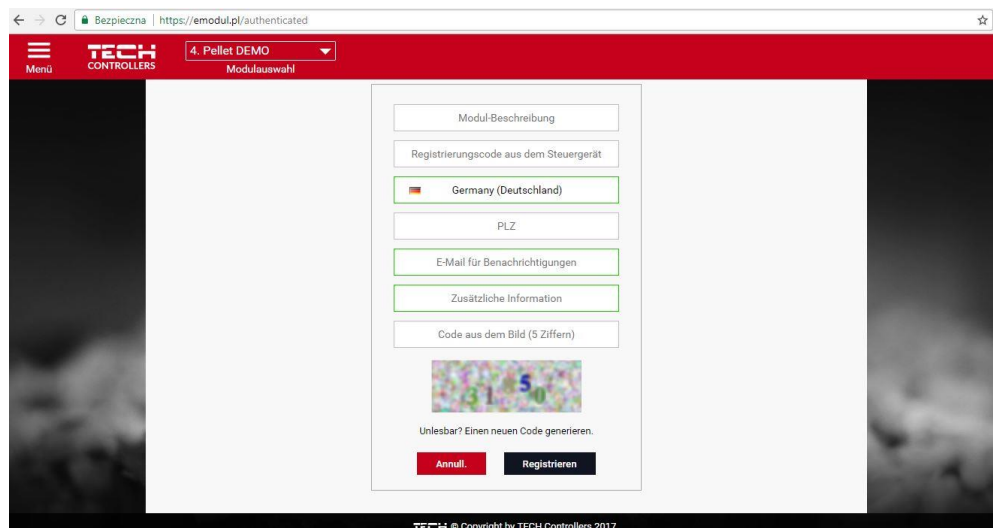 Bezpieczna | https://emodul.pl/authenticated
Menü
TECH
CONTROLLERS
4. Pellet DEMO
Modulauswahl
Modul-Beschreibung
Registrierungscode aus dem Steuergerät
Germany (Deutschland)
PLZ
E-Mail für Benachrichtigungen
Zusätzliche Information
Code aus dem Bild (5 Ziffern)
Unlesbar? Einen neuen Code generieren.
Annull.
Registrieren
TECH © Copyright by TECH Controllers 2017